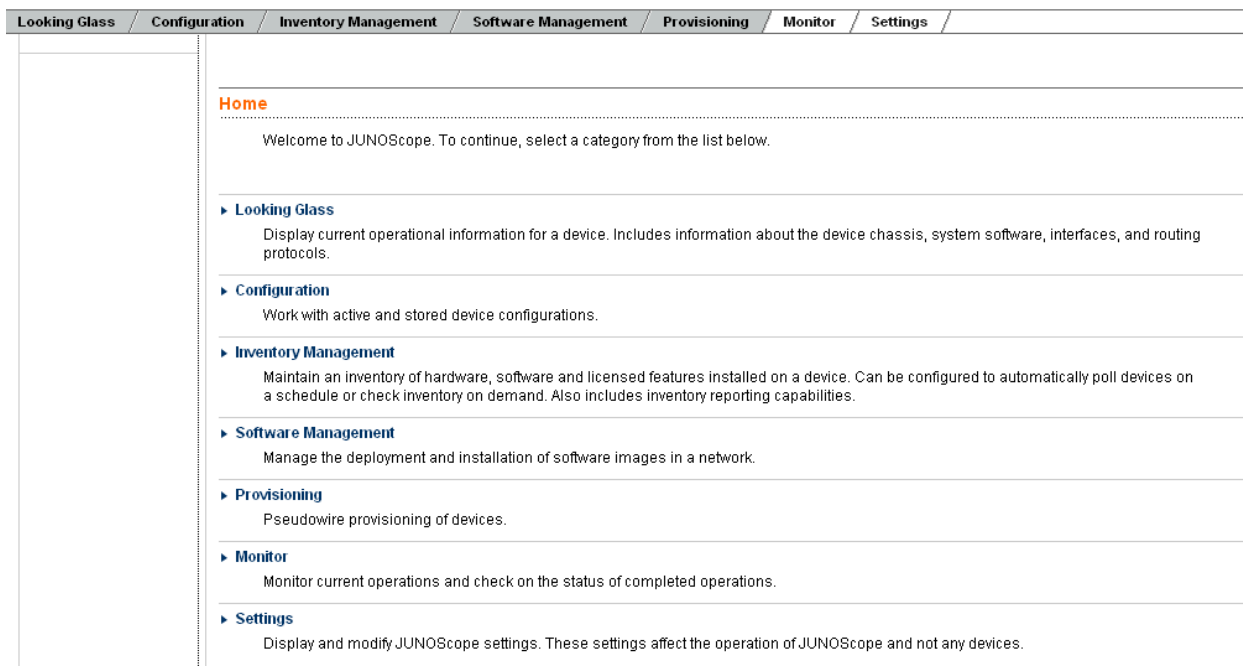 Looking Glass / Configuration / Inventory Management / Software Management / Provisioning / Monitor / Settings /
Home
Welcome to JUNOScope. To continue, select a category from the list below.
Looking Glass
Display current operational information for a device. Includes information about the device chassis, system software, interfaces, and routing
protocols.
Configuration
Work with active and stored device configurations.
Inventory Management
Maintain an inventory of hardware, software and licensed features installed on a device. Can be configured to automatically poll devices on
a schedule or check inventory on demand. Also includes inventory reporting capabilities.
Software Management
Manage the deployment and installation of software images in a network.
Provisioning
Pseudowire provisioning of devices.
Monitor
Monitor current operations and check on the status of completed operations.
Settings
Display and modify JUNOScope settings. These settings affect the operation of JUNOScope and not any devices.